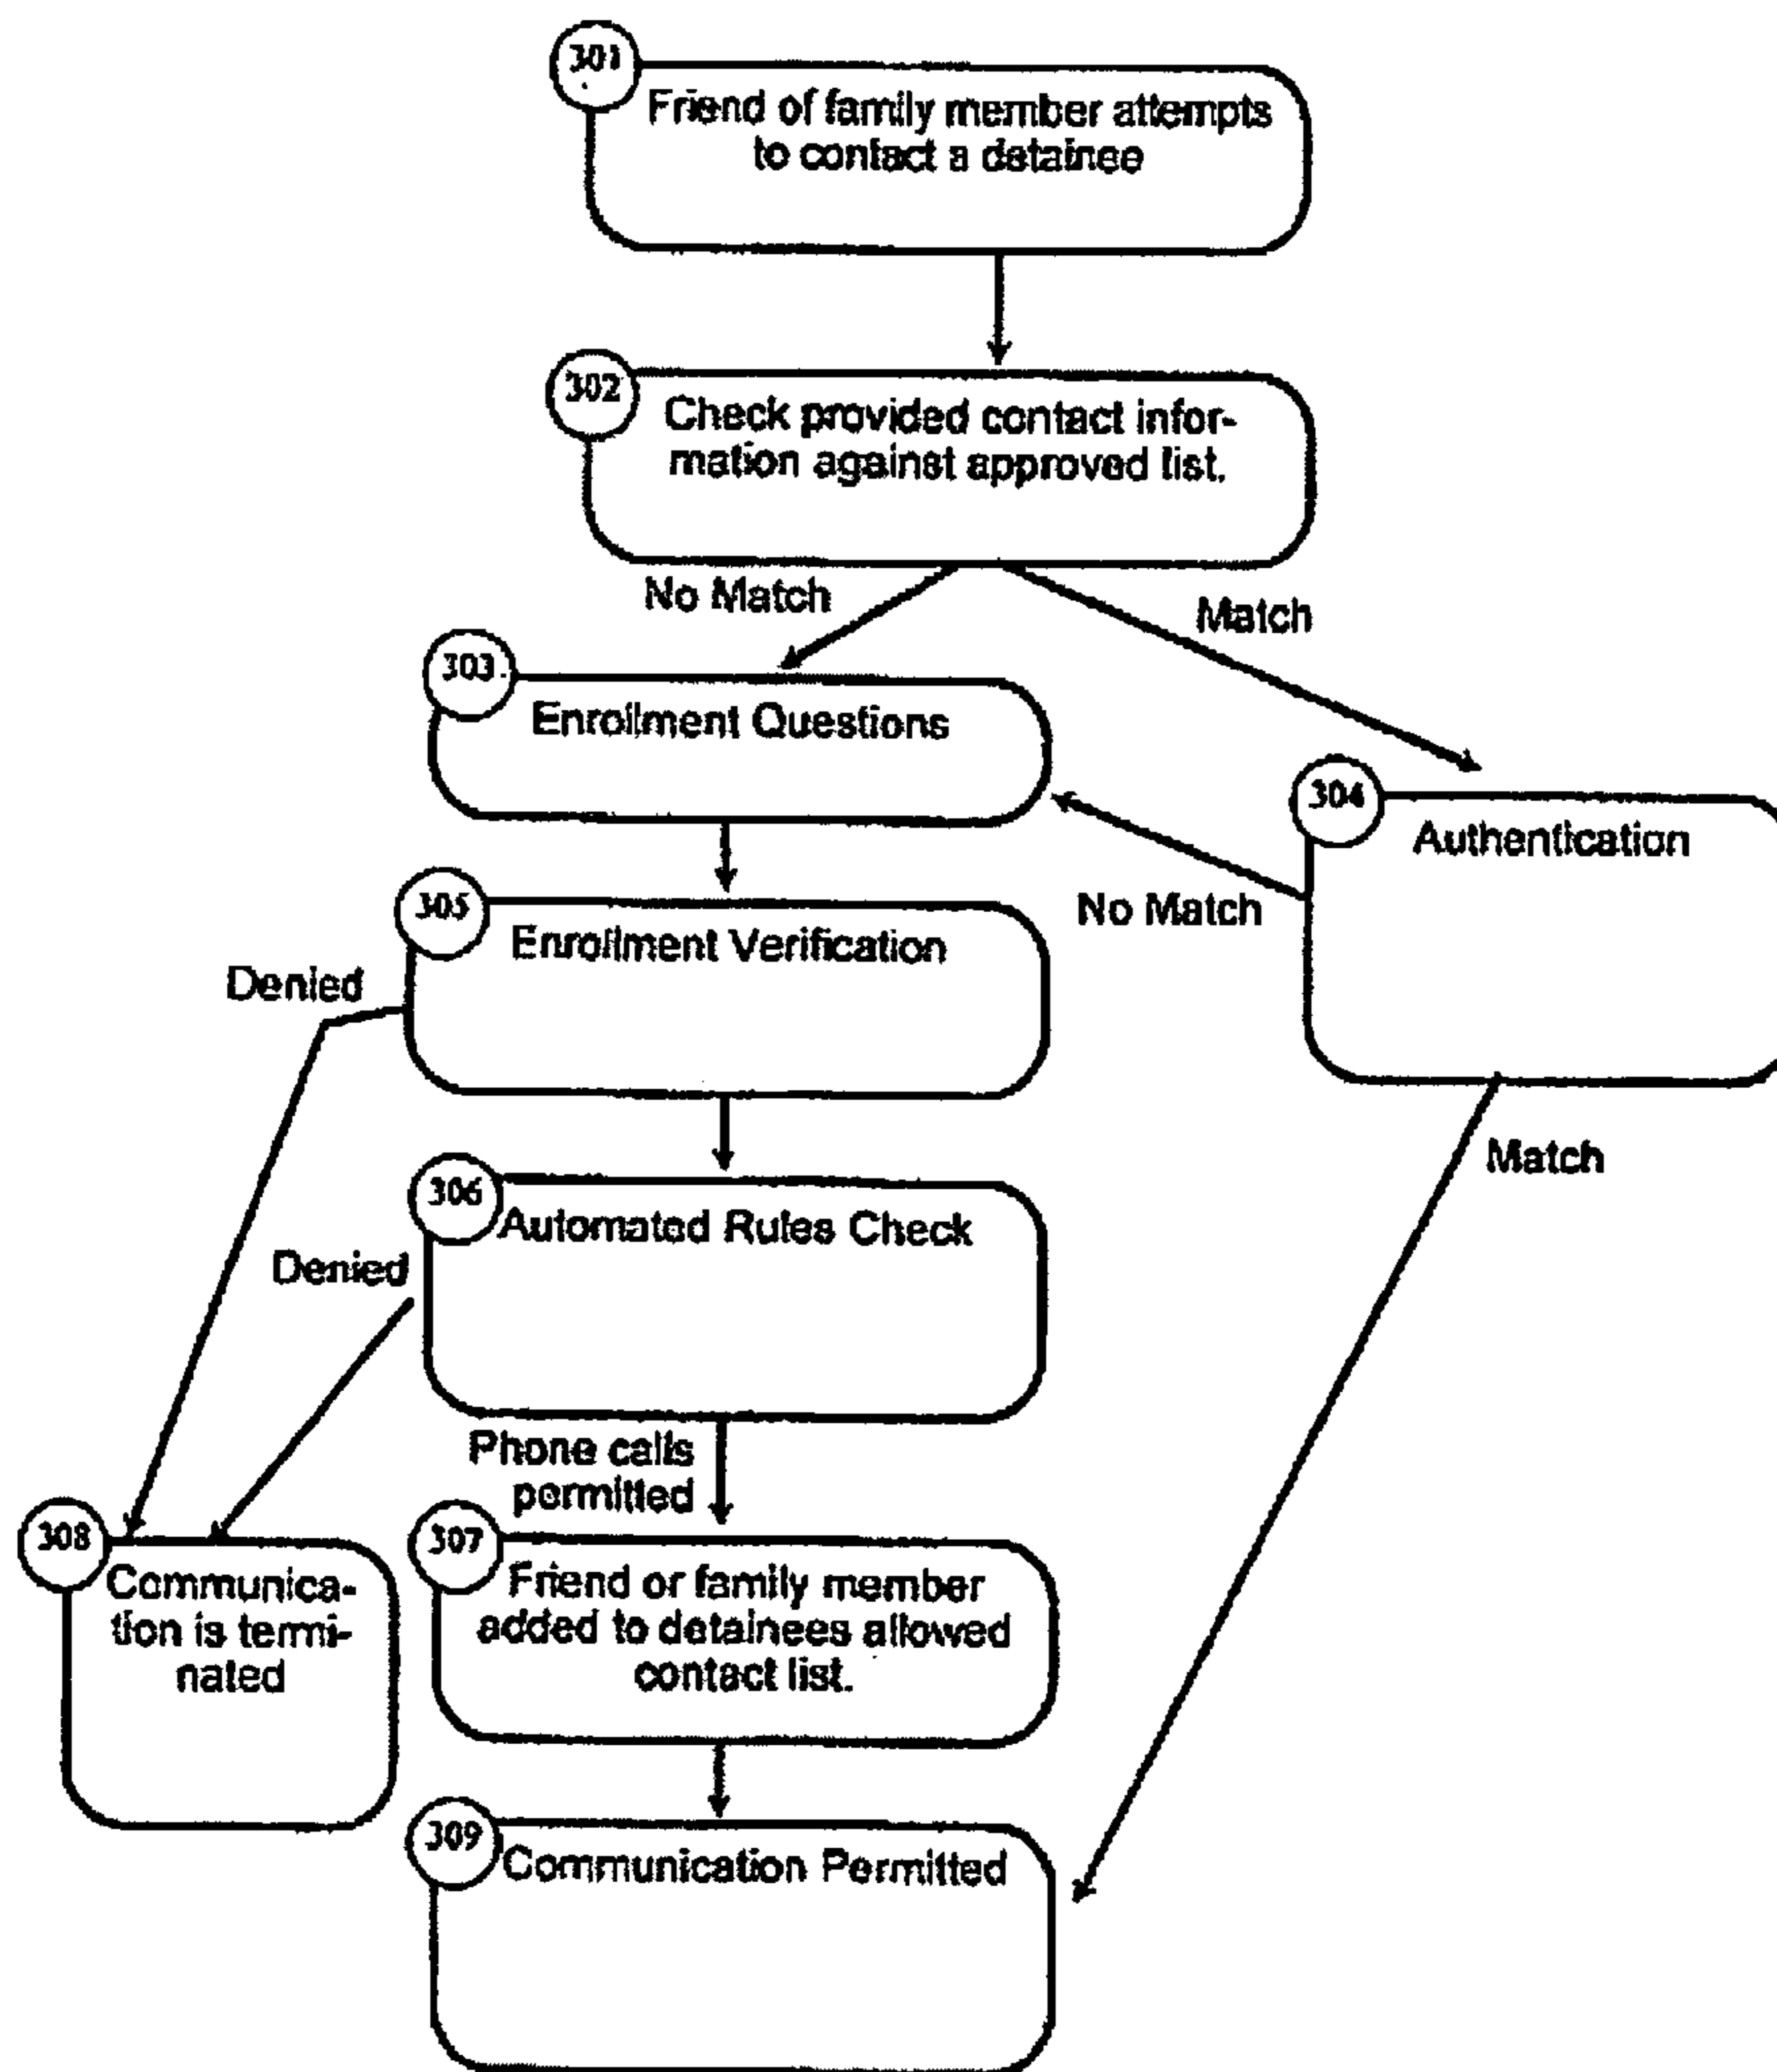 301
Friend of family member attempts
to contact a detainee
302
Check provided contact infor-
mation against approved list.
No Match
Match
303
Enrollment Questions
304
Authentication
No Match
305
Enrollment Verification
Denied
Match
306
Automated Rules Check
Denied
Phone calls
permitted
308
Communica-
tion is termi-
nated
307
Friend or family member
added to detainees allowed
contact list.
309
Communication Permitted